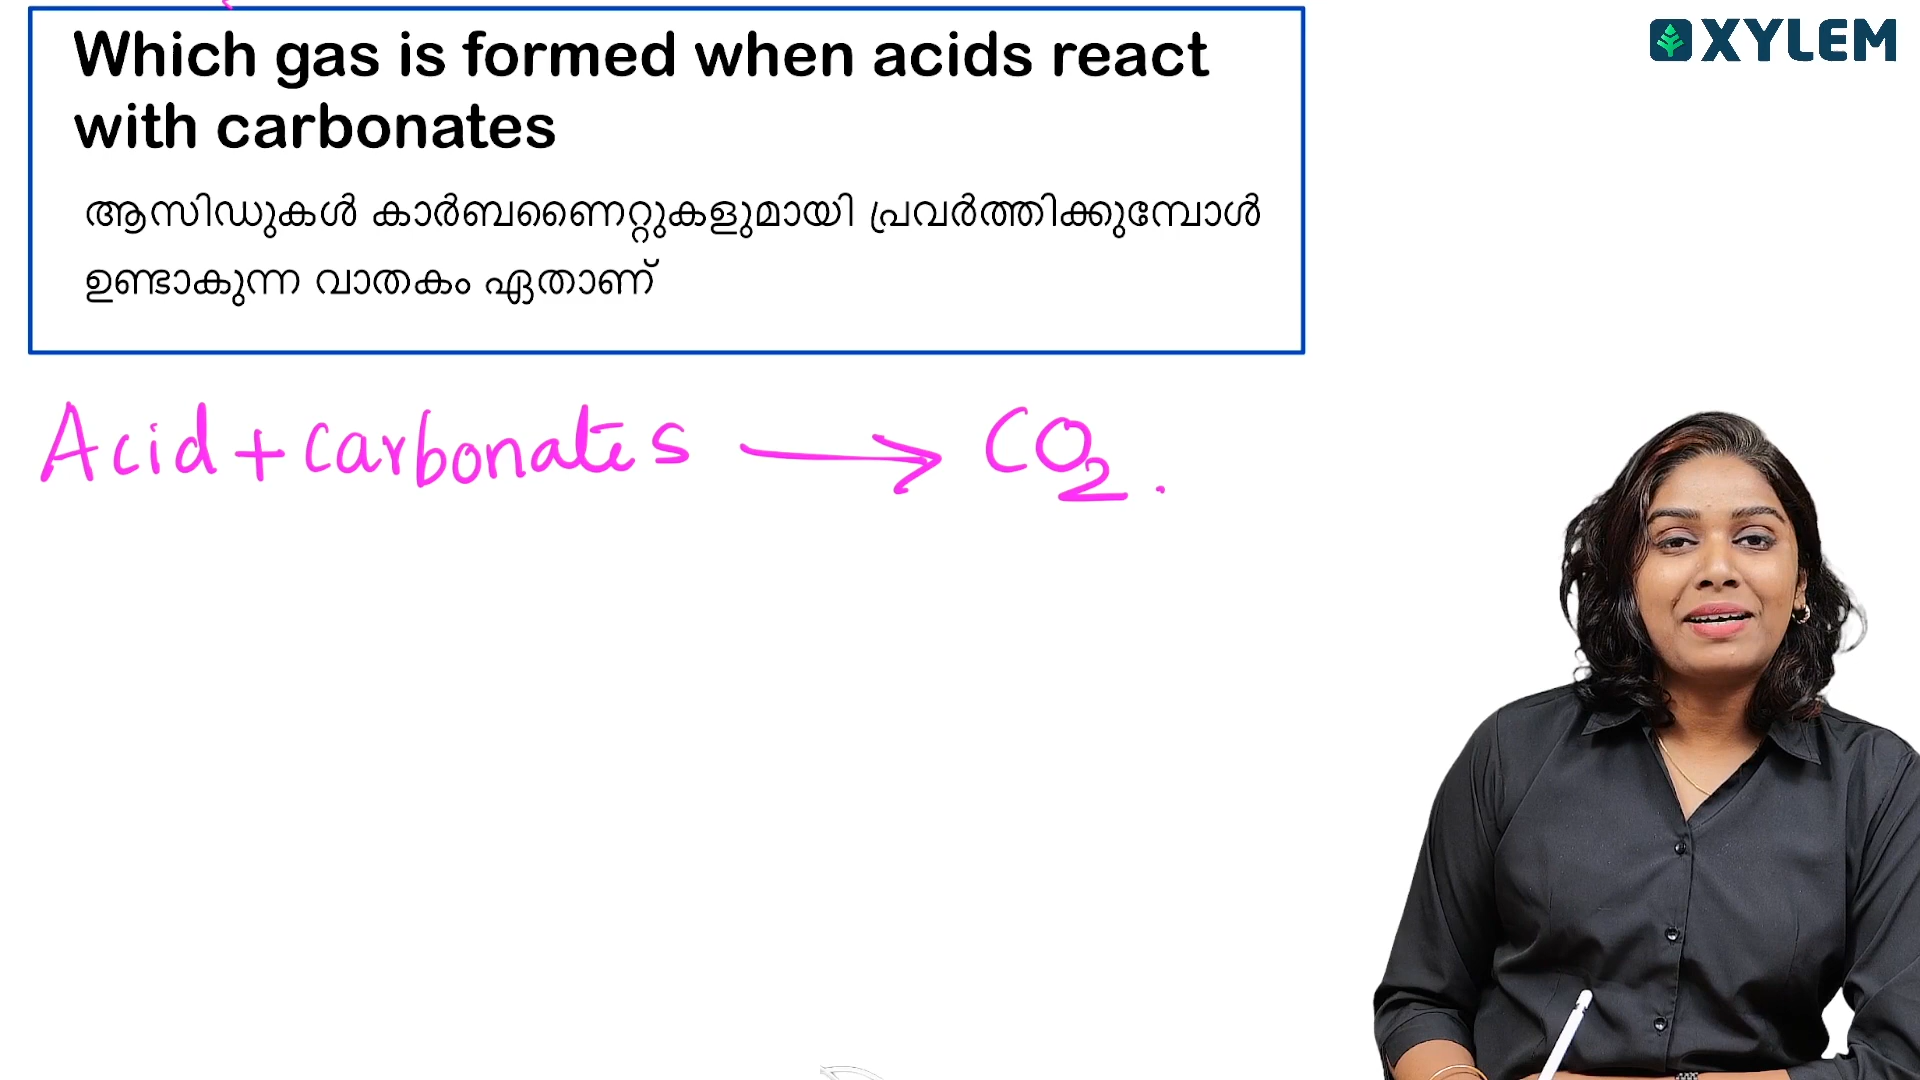 XYLEM
Which gas is formed when acids react
with carbonates
ആസിഡുകൾ കാർബണൈറ്റുകളുമായി പ്രവർത്തിക്കുമ്പോൾ
ഉണ്ടാകുന്ന വാതകം ഏതാണ്
Acid + carbonates ⟶ CO₂.